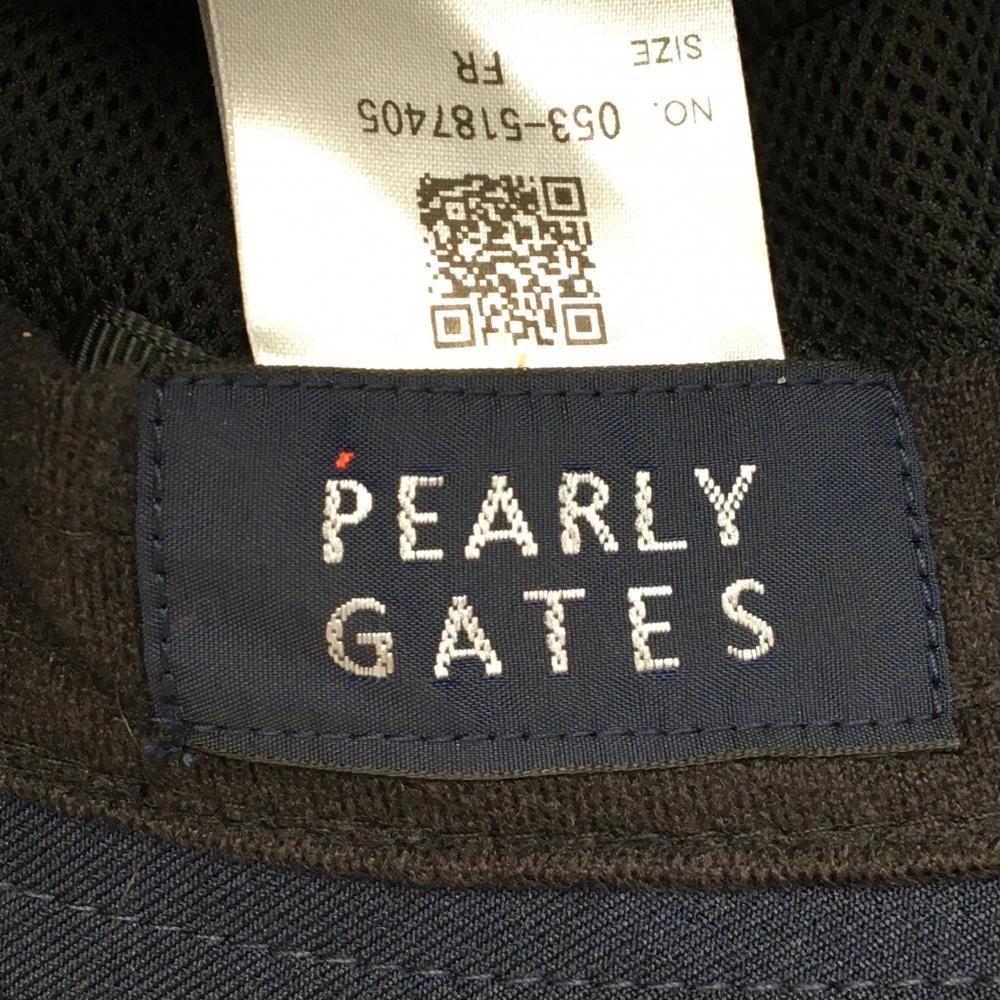 SIZE FR
NO. 053-5187405
PEARLY
GATES